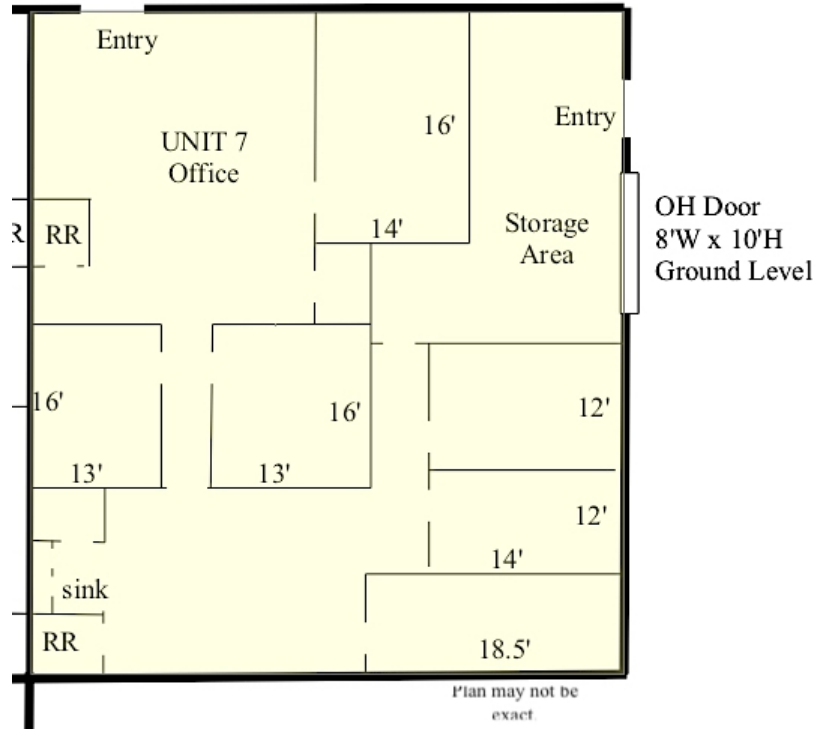 Entry
16'
Entry
UNIT 7
Office
OH Door
8'W x 10'H
Ground Level
R
RR
14'
Storage
Area
16'
16'
12'
13'
13'
12'
14'
sink
RR
18.5'
Plan may not be
exact.